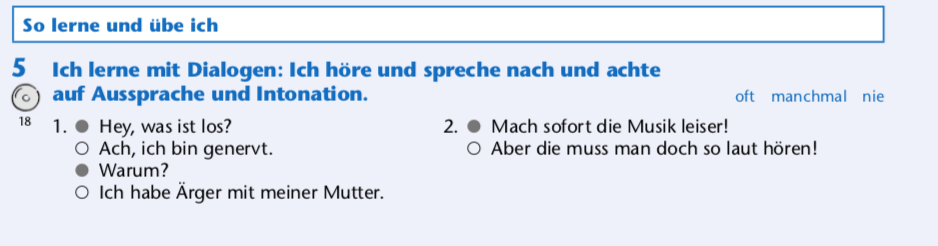 So lerne und übe ich
5 Ich lerne mit Dialogen: Ich höre und spreche nach und achte
auf Aussprache und Intonation.
oft manchmal nie
18
1. ● Hey, was ist los?
○ Ach, ich bin genervt.
● Warum?
○ Ich habe Ärger mit meiner Mutter.
2. ● Mach sofort die Musik leiser!
○ Aber die muss man doch so laut hören!